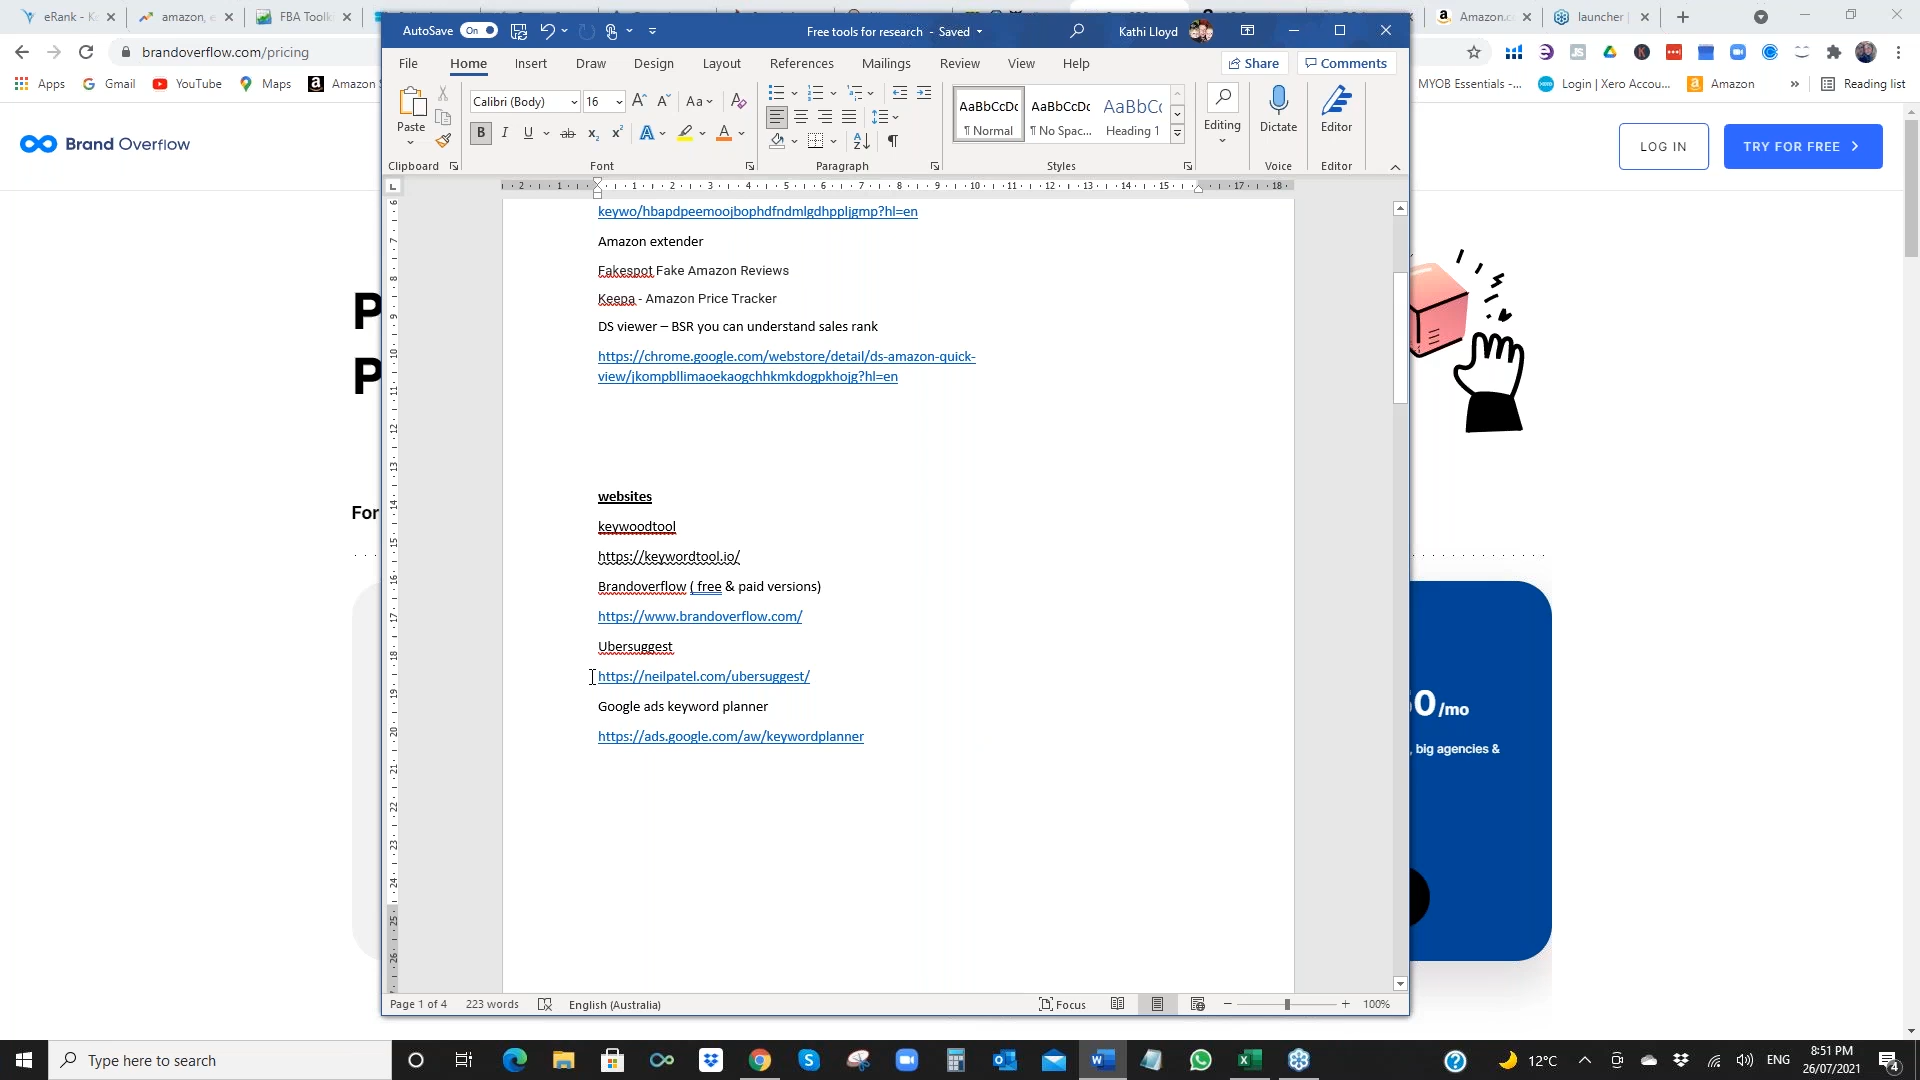 eRank - K
amazon, e
FBA Toolk
Amazon.c
launcher
brandoverflow.com/pricing
Apps
Gmail
YouTube
Maps
Amazon S
MYOB Essentials -...
Login | Xero Accou...
Amazon
»
Reading list
Brand Overflow
LOG IN
TRY FOR FREE
P
P
For
0/mo
, big agencies &
AutoSave
On
Free tools for research - Saved
Kathi Lloyd
File
Home
Insert
Draw
Design
Layout
References
Mailings
Review
View
Help
Share
Comments
Paste
Calibri (Body)
16
AaBbCcDc
¶ Normal
AaBbCcDc
¶ No Spac...
AaBbCc
Heading 1
Editing
Dictate
Editor
Clipboard
Font
Paragraph
Styles
Voice
Editor
keywo/hbapdpeemoojbophdfndmlgdhppljgmp?hl=en
Amazon extender
Fakespot Fake Amazon Reviews
Keepa - Amazon Price Tracker
DS viewer – BSR you can understand sales rank
https://chrome.google.com/webstore/detail/ds-amazon-quick-
view/jkompbllimaoekaogchhkmkdogpkhojg?hl=en
websites
keywoodtool
https://keywordtool.io/
Brandoverflow ( free & paid versions)
https://www.brandoverflow.com/
Ubersuggest
https://neilpatel.com/ubersuggest/
Google ads keyword planner
https://ads.google.com/aw/keywordplanner
Page 1 of 4
223 words
English (Australia)
Focus
100%
Type here to search
12°C
ENG
8:51 PM
26/07/2021
4